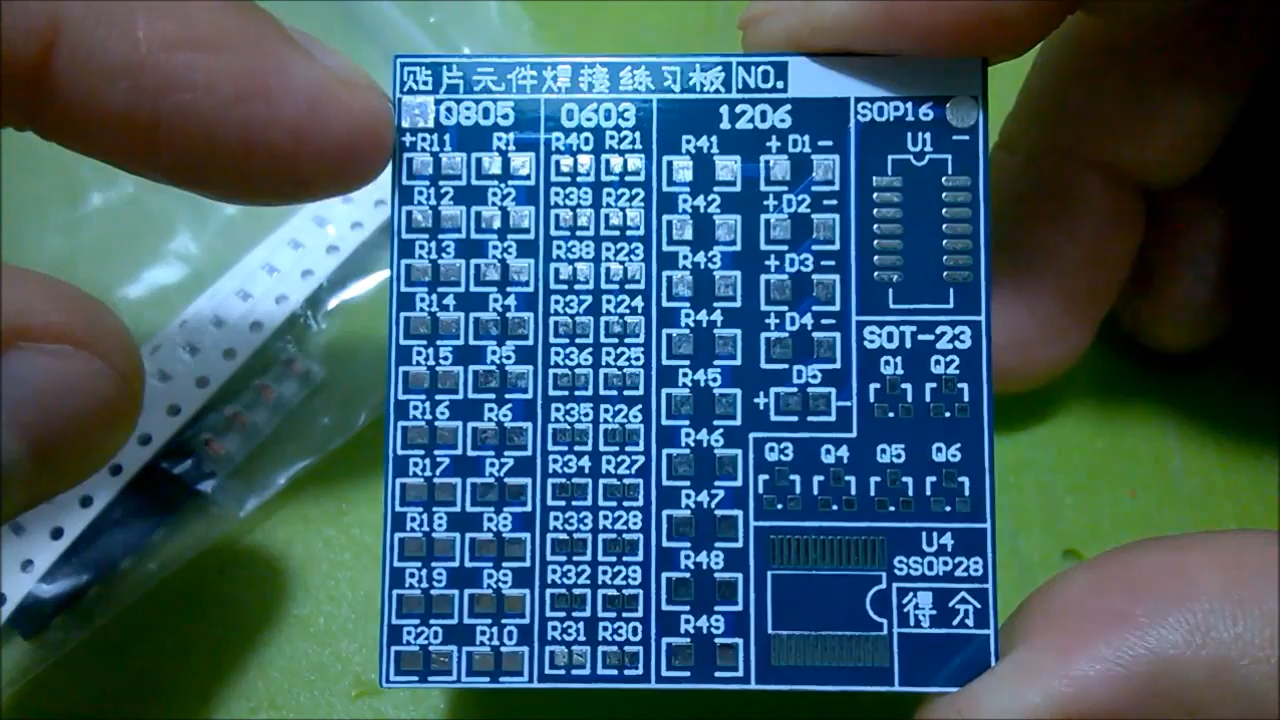 贴片元件焊接练习板 NO.
0805 0603 1206 SOP16
+ R11 R1 R40 R21 R41 + D1 - U1 -
R12 R2 R39 R22 R42 + D2 -
R13 R3 R38 R23 R43 + D3 -
R14 R4 R37 R24 R44 + D4 - SOT-23
R15 R5 R36 R25 R45 D5 Q1 Q2
+ -
R16 R6 R35 R26 R46 Q3 Q4 Q5 Q6
R17 R7 R34 R27 R47
R18 R8 R33 R28 R48 U4
SSOP28
R19 R9 R32 R29 R49 得分
R20 R10 R31 R30